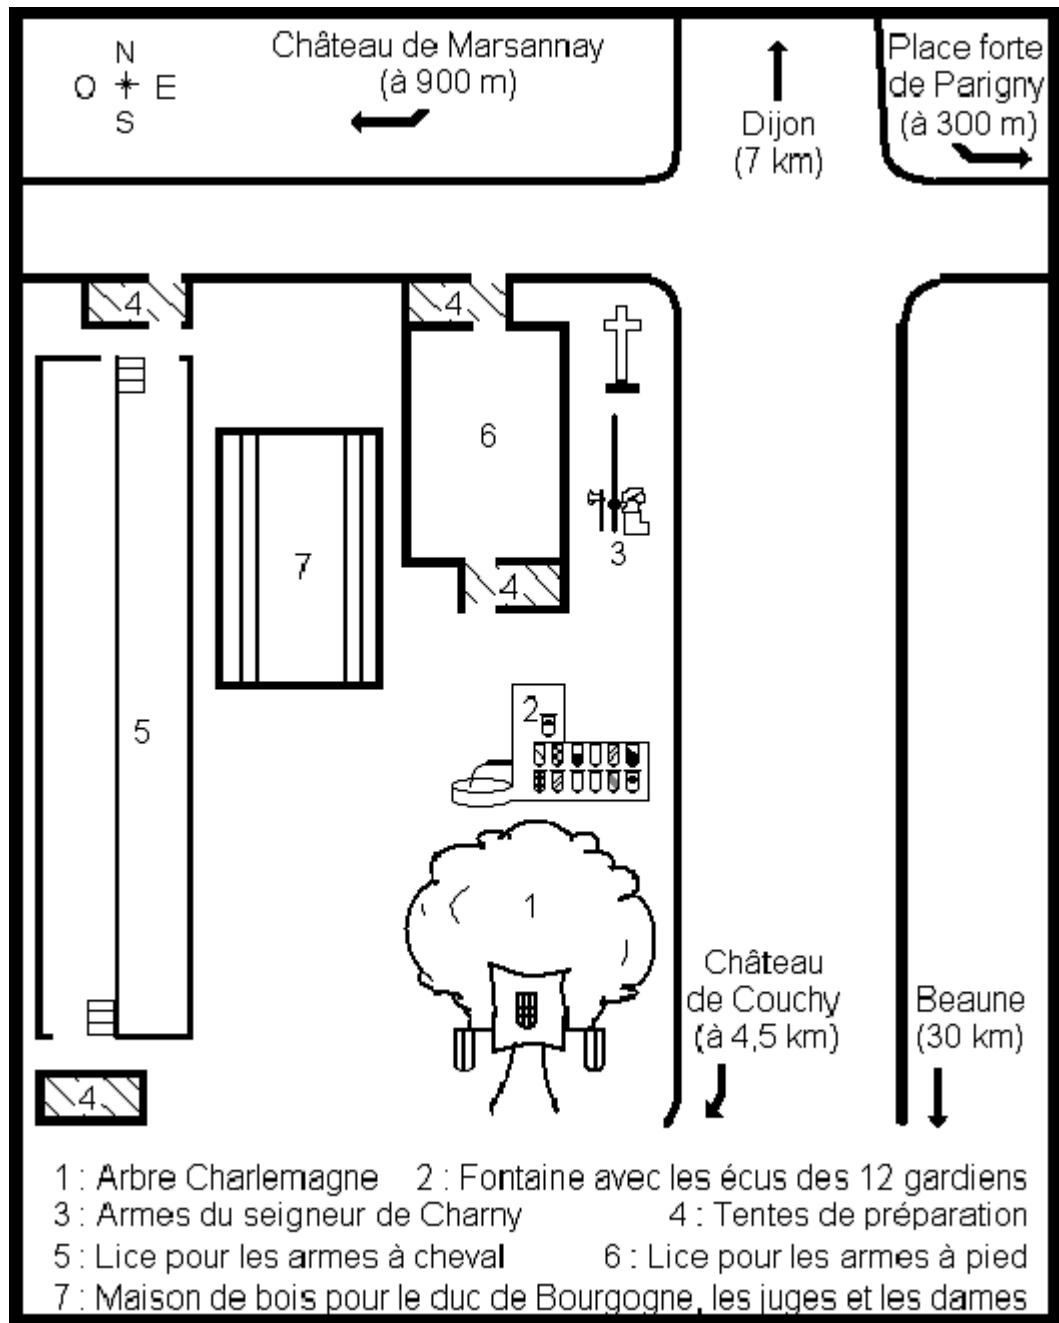 N
O E
S
Château de Marsannay
(à 900 m)
Dijon
(7 km)
Place forte
de Parigny
(à 300 m)
4
4
6
3
7
4
2
5
1
Château
de Couchy
(à 4,5 km)
Beaune
(30 km)
4
1 : Arbre Charlemagne 2 : Fontaine avec les écus des 12 gardiens
3 : Armes du seigneur de Charny 4 : Tentes de préparation
5 : Lice pour les armes à cheval 6 : Lice pour les armes à pied
7 : Maison de bois pour le duc de Bourgogne, les juges et les dames